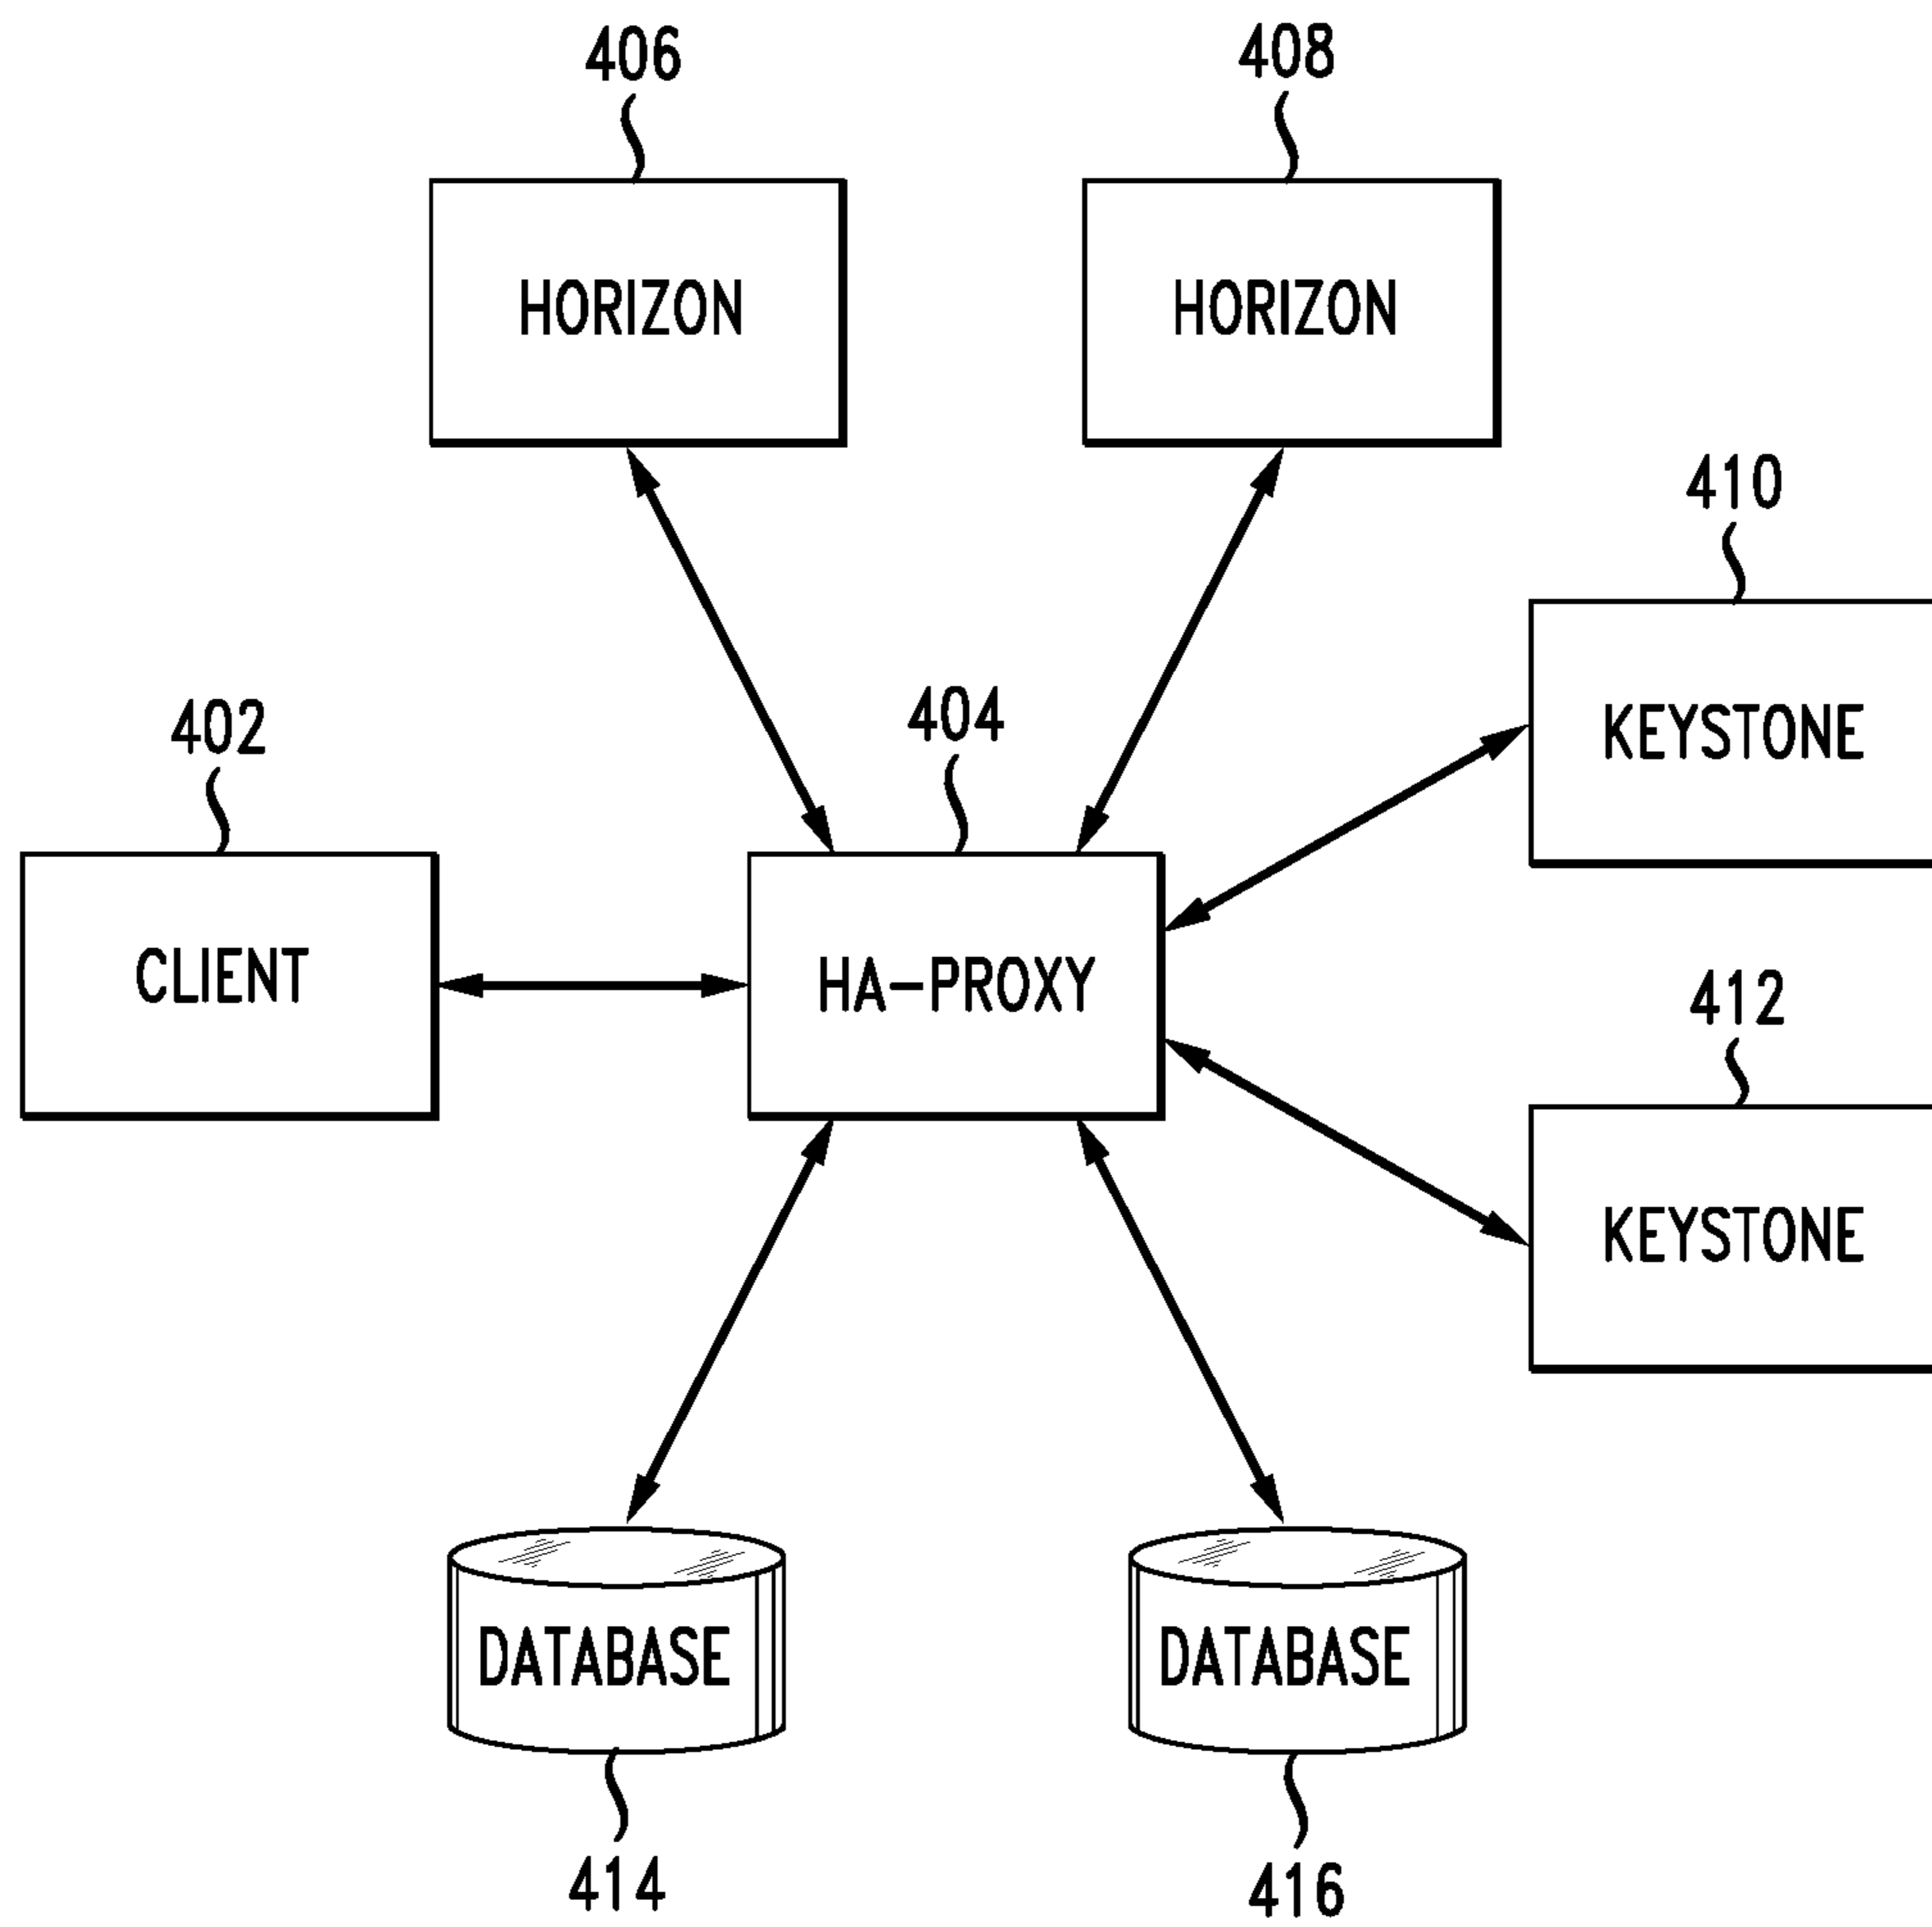 406
408
HORIZON
HORIZON
410
402
404
KEYSTONE
CLIENT
HA-PROXY
412
KEYSTONE
DATABASE
DATABASE
414
416